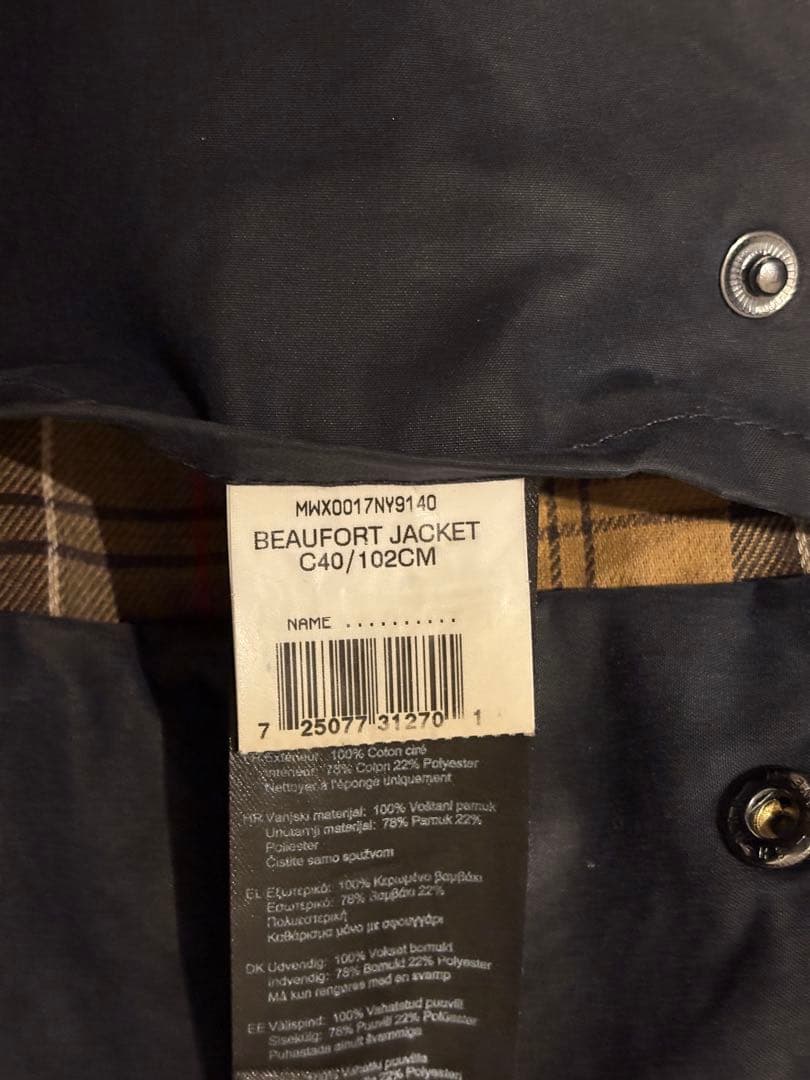 MWX0017NY9140
BEAUFORT JACKET
C40/102CM
NAME ..........
7 25077 31270 1
Extérieur: 100% Coton ciré
Intérieur: 78% Coton 22% Polyester
Nettoyer à l'éponge uniquement
HR Vanjski materijal: 100% Voštani pamuk
Unutarnji materijal: 78% Pamuk 22%
Poliester
Čistite samo spužvom
EL Εξωτερικό: 100% Κερωμένο βαμβάκι
Εσωτερικό: 78% Βαμβάκι 22%
Πολυεστερική
Καθάρισμα μόνο με σφουγγάρι
DK Udvendig: 100% Vokset bomuld
Indvendig: 78% Bomuld 22% Polyester
Må kun rengøres med en svamp
EE Välispind: 100% Vahatatud puuvill
Sisekülg: 78% Puuvill 22% Polüester
Puhastada ainult švammiga
puuvilla
22% Polyester